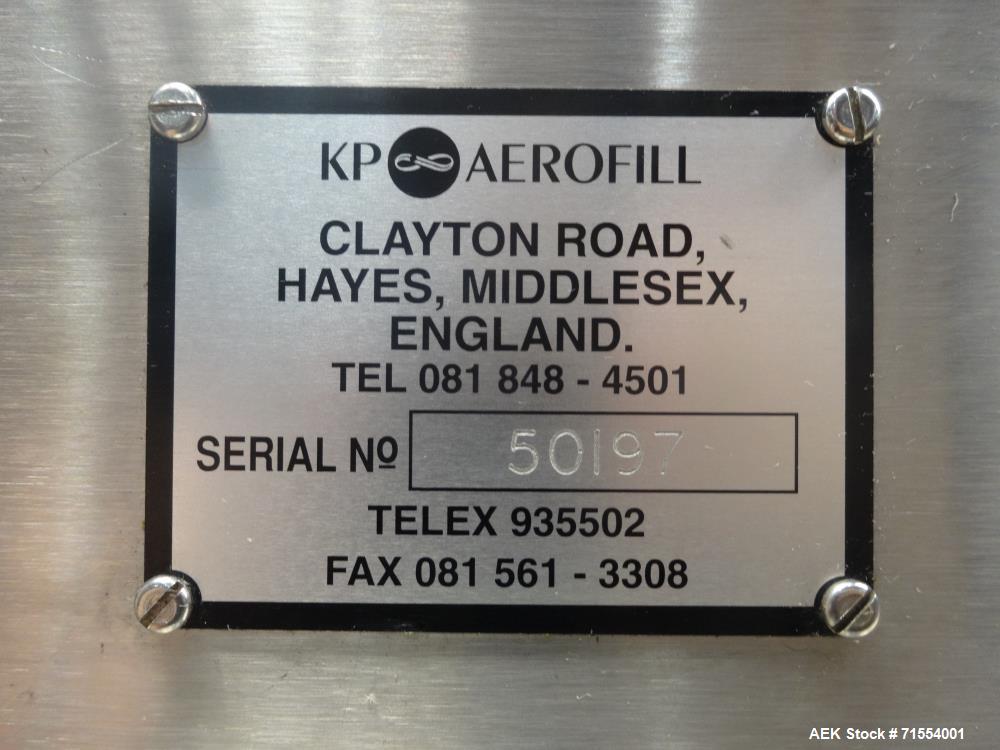 KP AEROFILL
CLAYTON ROAD,
HAYES, MIDDLESEX,
ENGLAND.
TEL 081 848 - 4501
SERIAL Nº 50197
TELEX 935502
FAX 081 561 - 3308
AEK Stock # 71554001